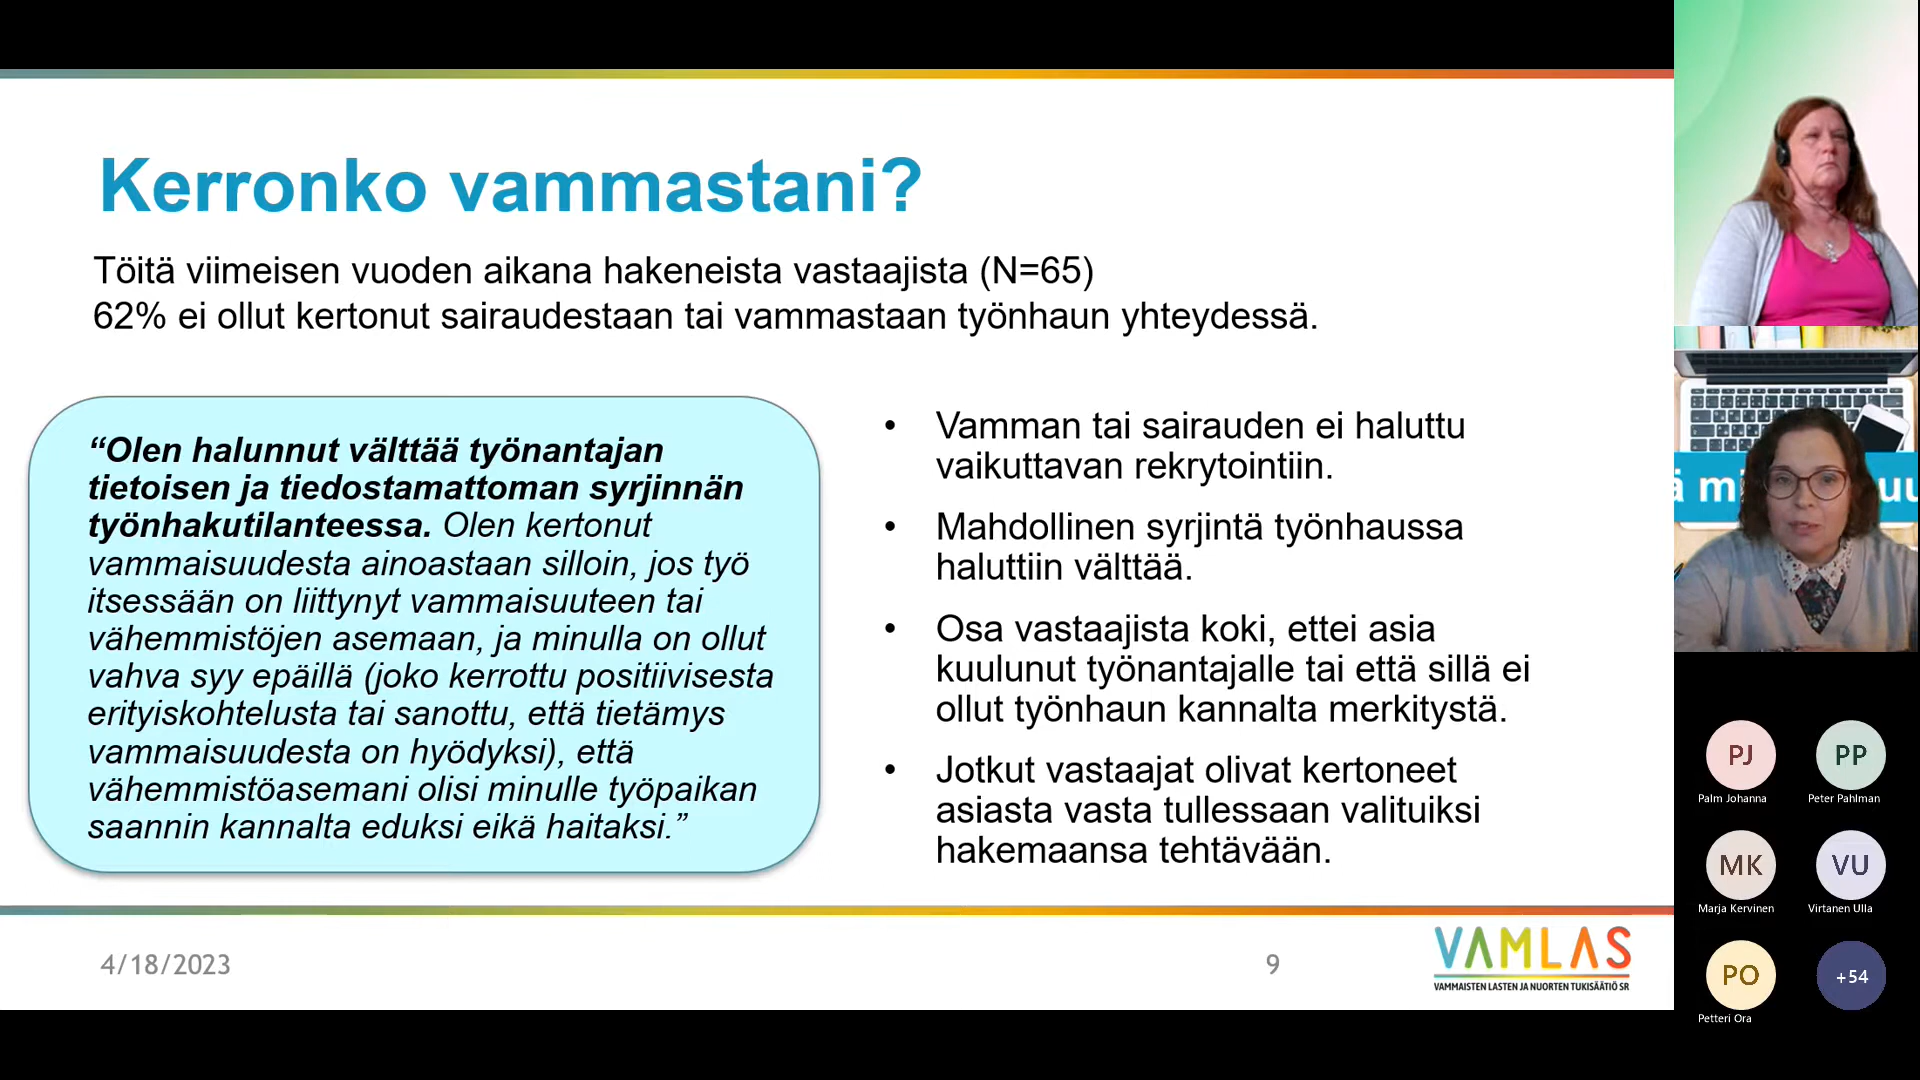 Kerronko vammastani?
Töitä viimeisen vuoden aikana hakeneista vastaajista (N=65)
62% ei ollut kertonut sairaudestaan tai vammastaan työnhaun yhteydessä.
“Olen halunnut välttää työnantajan
tietoisen ja tiedostamattoman syrjinnän
työnhakutilanteessa. Olen kertonut
vammaisuudesta ainoastaan silloin, jos työ
itsessään on liittynyt vammaisuuteen tai
vähemmistöjen asemaan, ja minulla on ollut
vahva syy epäillä (joko kerrottu positiivisesta
erityiskohtelusta tai sanottu, että tietämys
vammaisuudesta on hyödyksi), että
vähemmistöasemani olisi minulle työpaikan
saannin kannalta eduksi eikä haitaksi.”
• Vamman tai sairauden ei haluttu
vaikuttavan rekrytointiin.
• Mahdollinen syrjintä työnhaussa
haluttiin välttää.
• Osa vastaajista koki, ettei asia
kuulunut työnantajalle tai että sillä ei
ollut työnhaun kannalta merkitystä.
• Jotkut vastaajat olivat kertoneet
asiasta vasta tullessaan valituiksi
hakemaansa tehtävään.
4/18/2023
9
VAMLAS
VAMMAISTEN LASTEN JA NUORTEN TUKISÄÄTIÖ SR
PJ
Palm Johanna
PP
Peter Pahlman
MK
Marja Kervinen
VU
Virtanen Ulla
PO
Petteri Ora
+54